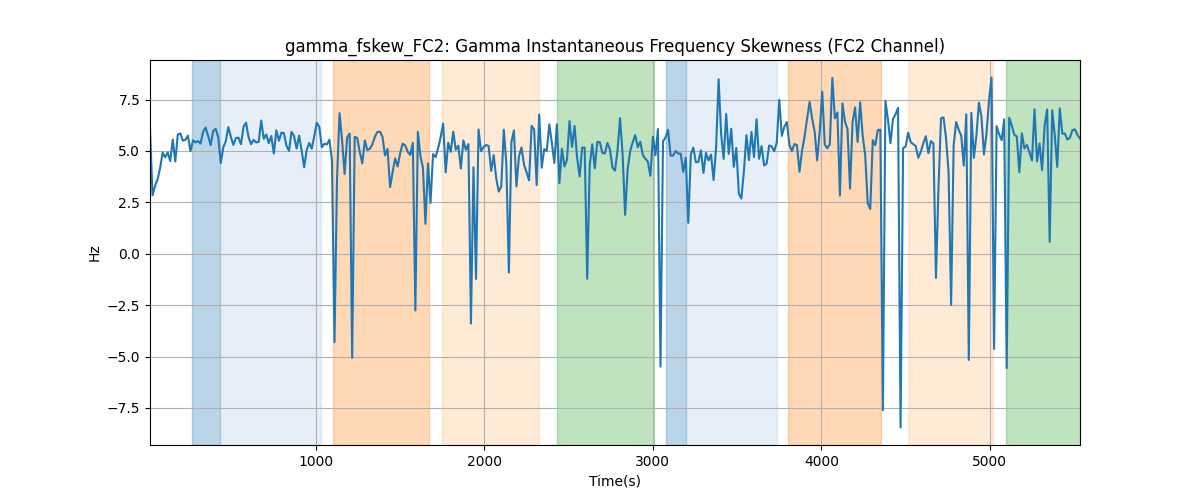 gamma_fskew_FC2: Gamma Instantaneous Frequency Skewness (FC2 Channel)
7.5
5.0
2.5
0.0
−2.5
−5.0
−7.5
Hz
1000 2000 3000 4000 5000
Time(s)